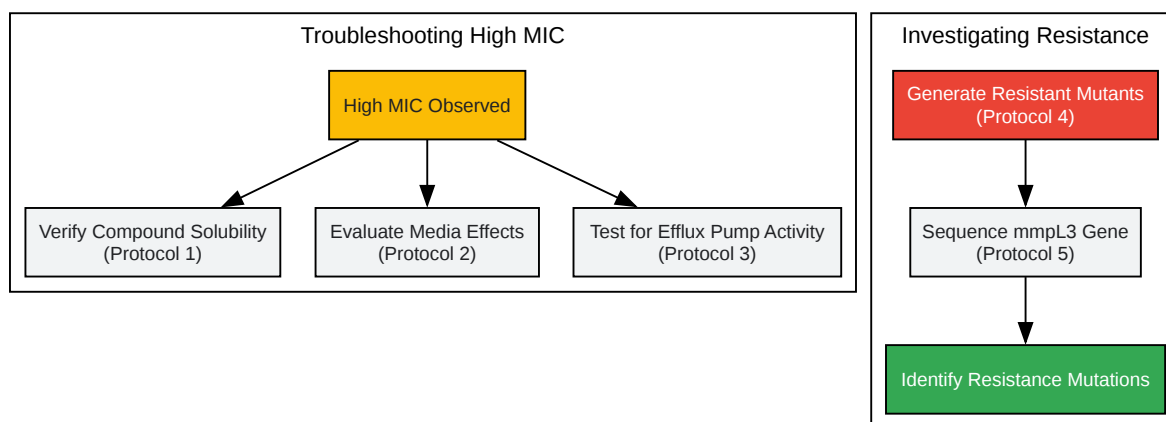 Troubleshooting High MIC
High MIC Observed
Verify Compound Solubility
(Protocol 1)
Evaluate Media Effects
(Protocol 2)
Test for Efflux Pump Activity
(Protocol 3)
Investigating Resistance
Generate Resistant Mutants
(Protocol 4)
Sequence mmpL3 Gene
(Protocol 5)
Identify Resistance Mutations